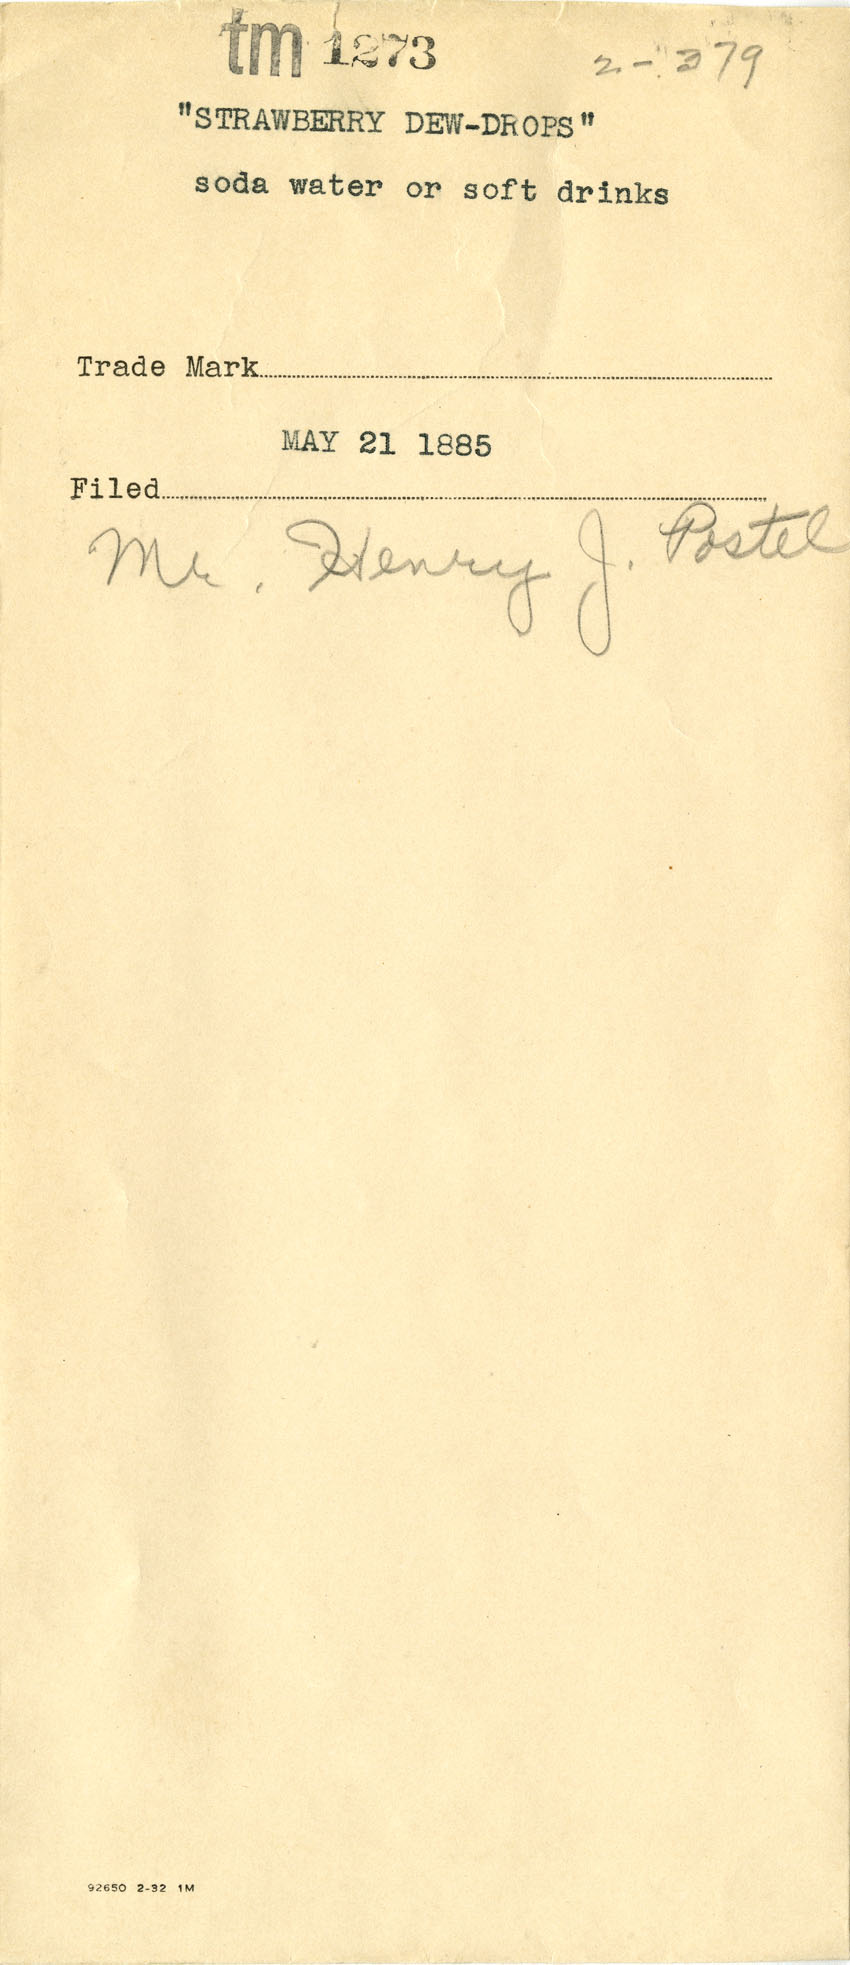 tm 1273
2-379
"STRAWBERRY DEW-DROPS"
soda water or soft drinks
Trade Mark
MAY 21 1885
Filed
Mr. Henry J. Postel
92650 2-32 1M